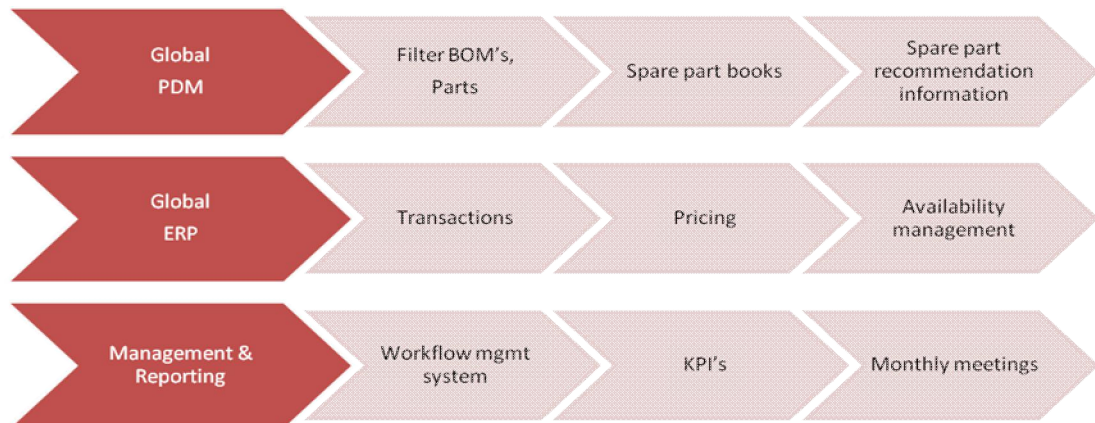 Global
PDM
Filter BOM's,
Parts
Spare part books
Spare part
recommendation
information
Global
ERP
Transactions
Pricing
Availability
management
Management &
Reporting
Workflow mgmt
system
KPI's
Monthly meetings